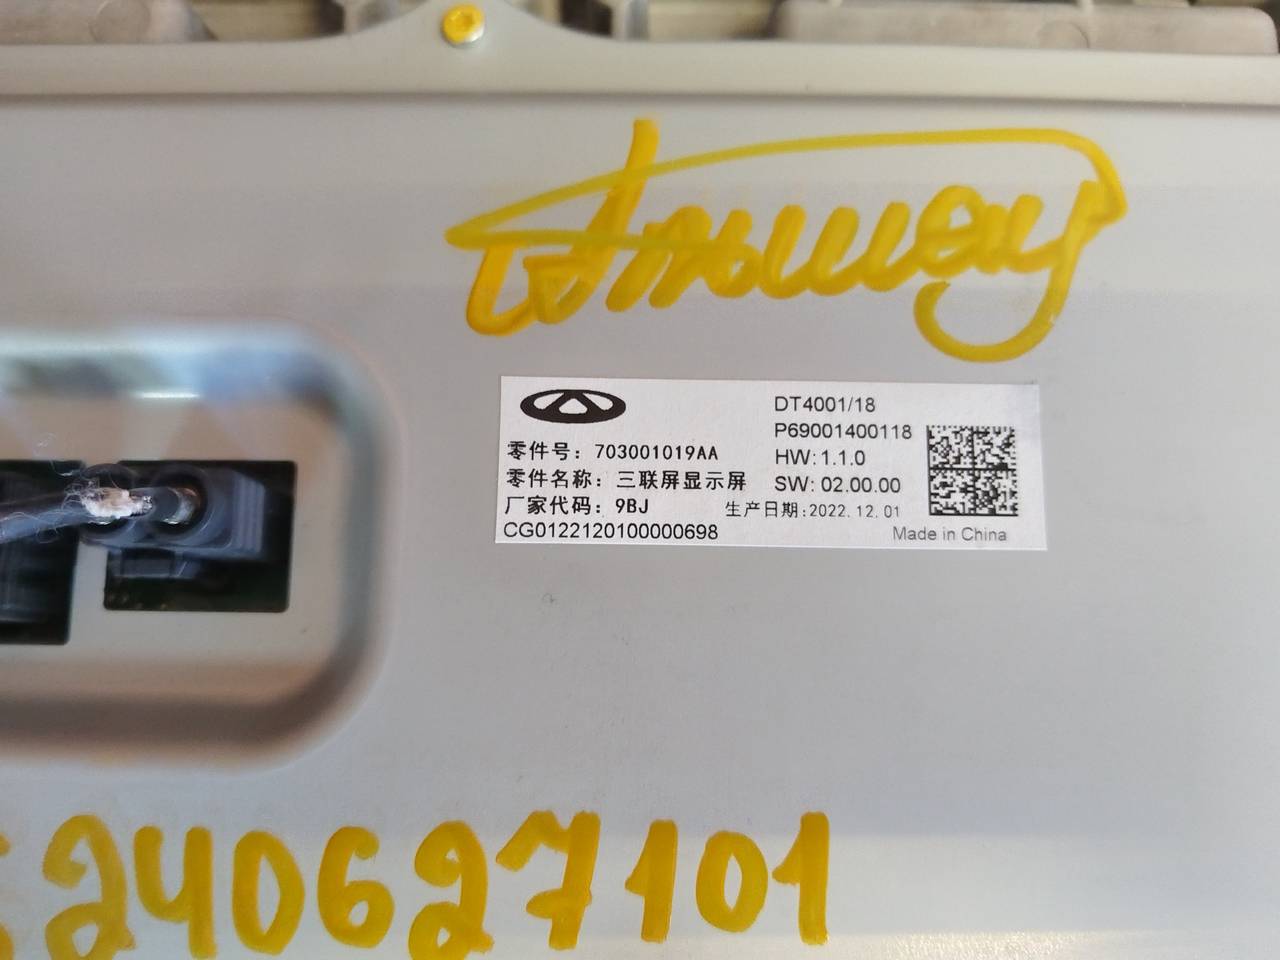 DT4001/18
P69001400118
零件号: 703001019AA
HW:1.1.0
零件名称: 三联屏显示屏
SW: 02.00.00
厂家代码: 9BJ
生产日期:2022.12.01
CG0122120100000698
Made in China
240627101